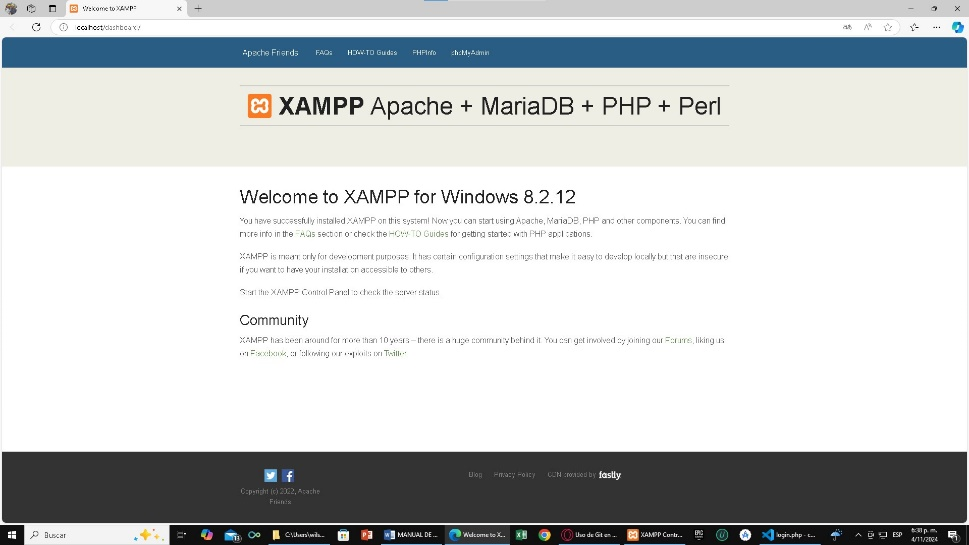 Welcome to XAMPP
localhost/dashboard/
Apache Friends FAQs HOW-TO Guides PHPInfo phpMyAdmin
XAMPP Apache + MariaDB + PHP + Perl
Welcome to XAMPP for Windows 8.2.12
You have successfully installed XAMPP on this system! Now you can start using Apache, MariaDB, PHP and other components. You can find
more info in the FAQs section or check the HOW-TO Guides for getting started with PHP applications.
XAMPP is meant only for development purposes. It has certain configuration settings that make it easy to develop locally but that are insecure
if you want to have your installation accessible to others.
Start the XAMPP Control Panel to check the server status.
Community
XAMPP has been around for more than 10 years – there is a huge community behind it. You can get involved by joining our Forums, liking us
on Facebook, or following our exploits on Twitter.
Blog Privacy Policy CDN provided by fastly
Copyright (c) 2022, Apache
Friends
Buscar
C:\Users\wils...
MANUAL DE ...
Welcome to X...
Uso de Git en ...
XAMPP Contr...
login.php - c...
ESP
6:38 p. m.
4/11/2024